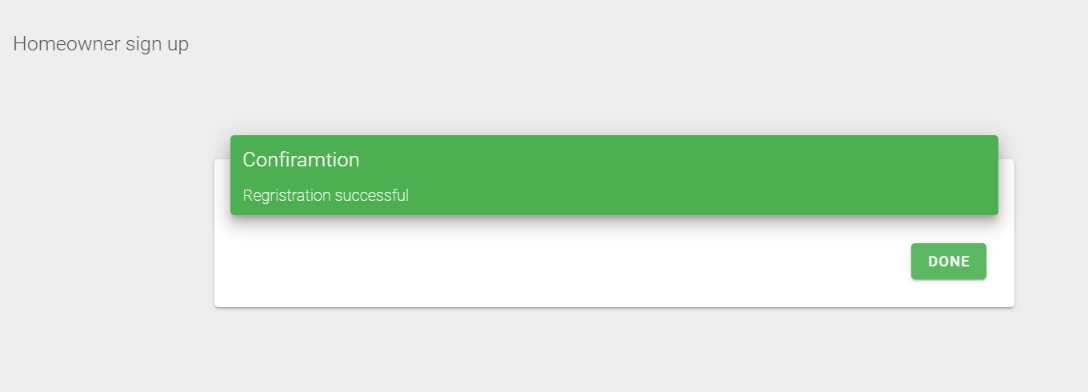 Homeowner sign up
Confiramtion
Regristration successful
DONE